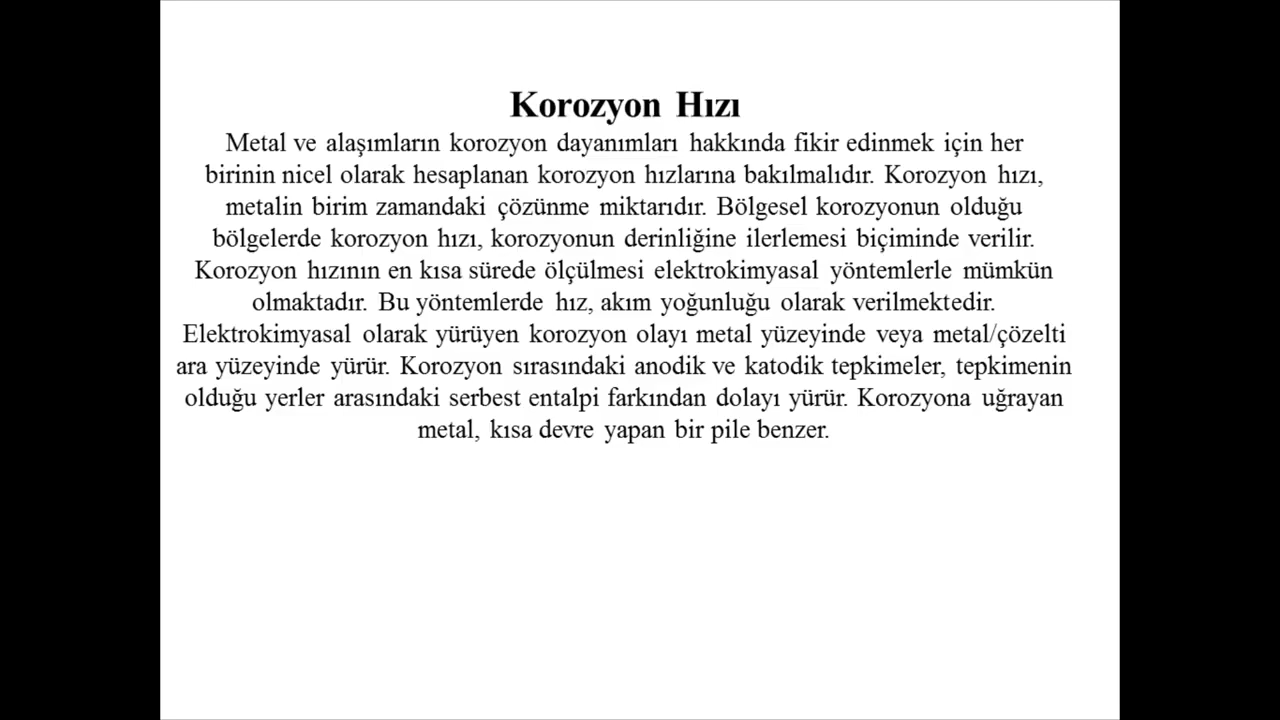 Korozyon Hızı
Metal ve alaşımların korozyon dayanımları hakkında fikir edinmek için her
birinin nicel olarak hesaplanan korozyon hızlarına bakılmalıdır. Korozyon hızı,
metalin birim zamandaki çözünme miktarıdır. Bölgesel korozyonun olduğu
bölgelerde korozyon hızı, korozyonun derinliğine ilerlemesi biçiminde verilir.
Korozyon hızının en kısa sürede ölçülmesi elektrokimyasal yöntemlerle mümkün
olmaktadır. Bu yöntemlerde hız, akım yoğunluğu olarak verilmektedir.
Elektrokimyasal olarak yürüyen korozyon olayı metal yüzeyinde veya metal/çözelti
ara yüzeyinde yürür. Korozyon sırasındaki anodik ve katodik tepkimeler, tepkimenin
olduğu yerler arasındaki serbest entalpi farkından dolayı yürür. Korozyona uğrayan
metal, kısa devre yapan bir pile benzer.